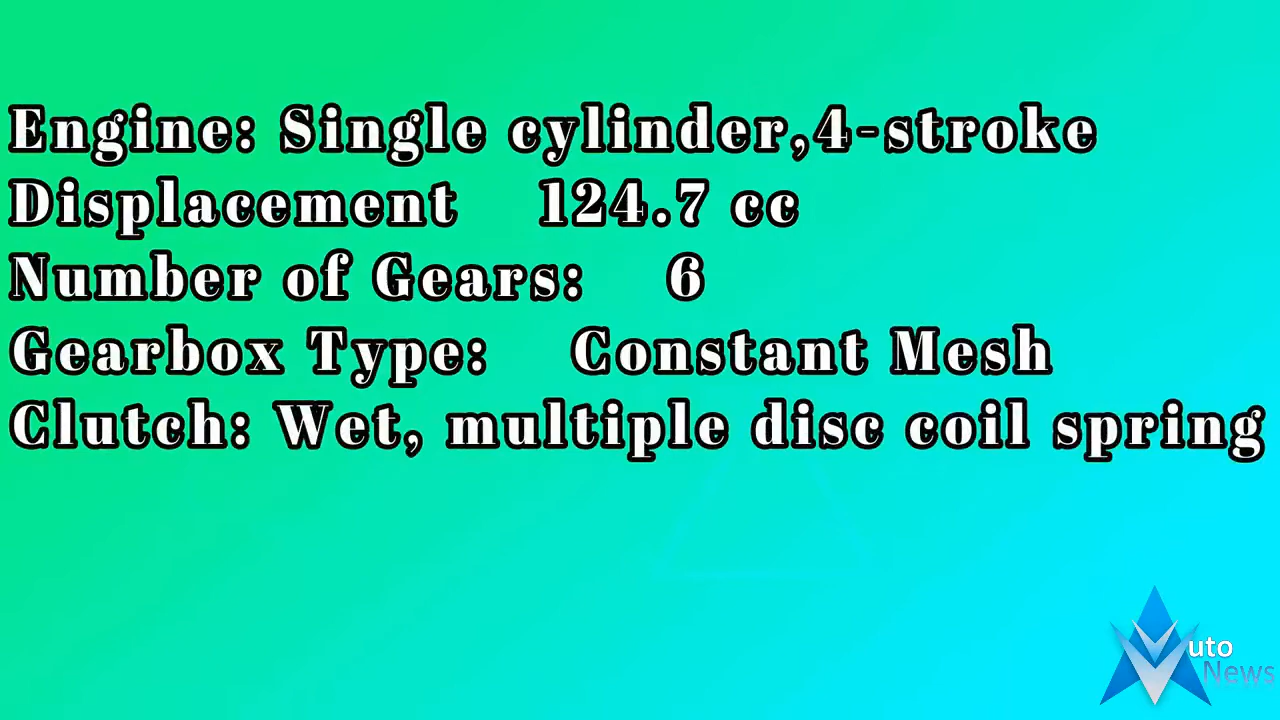 Engine: Single cylinder,4-stroke
Displacement 124.7 cc
Number of Gears: 6
Gearbox Type: Constant Mesh
Clutch: Wet, multiple disc coil spring
uto
News